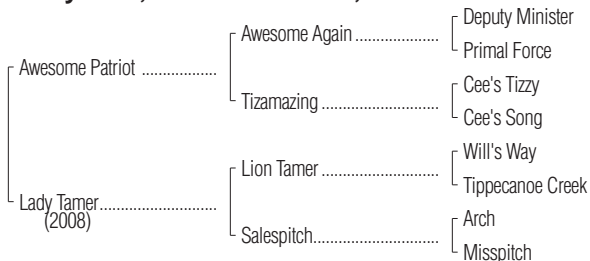 Deputy Minister
Awesome Again ..................
Primal Force
Awesome Patriot ................
Cee's Tizzy
Tizamazing ..........................
Cee's Song
Will's Way
Lion Tamer .........................
Tippecanoe Creek
Lady Tamer.........................
(2008)
Arch
Salespitch............................
Misspitch